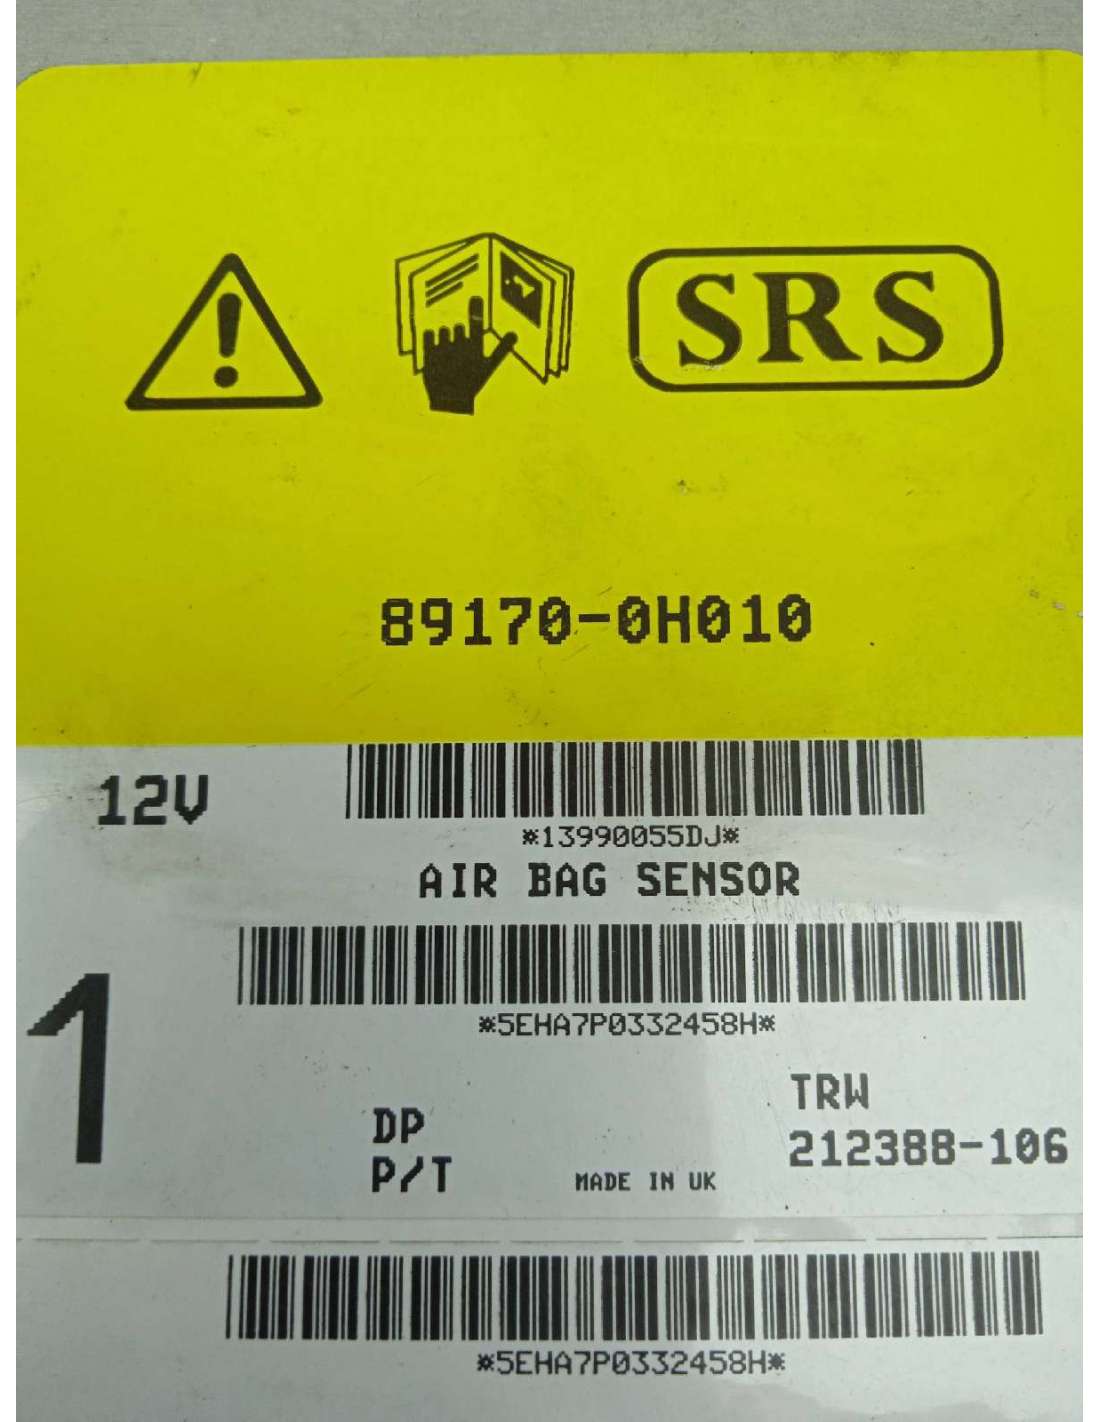 SRS
89170-0H010
12V
*13990055DJ*
AIR BAG SENSOR
*5EHA7P0332458H*
1
TRW
DP
212388-106
P/T
MADE IN UK
*5EHA7P0332458H*